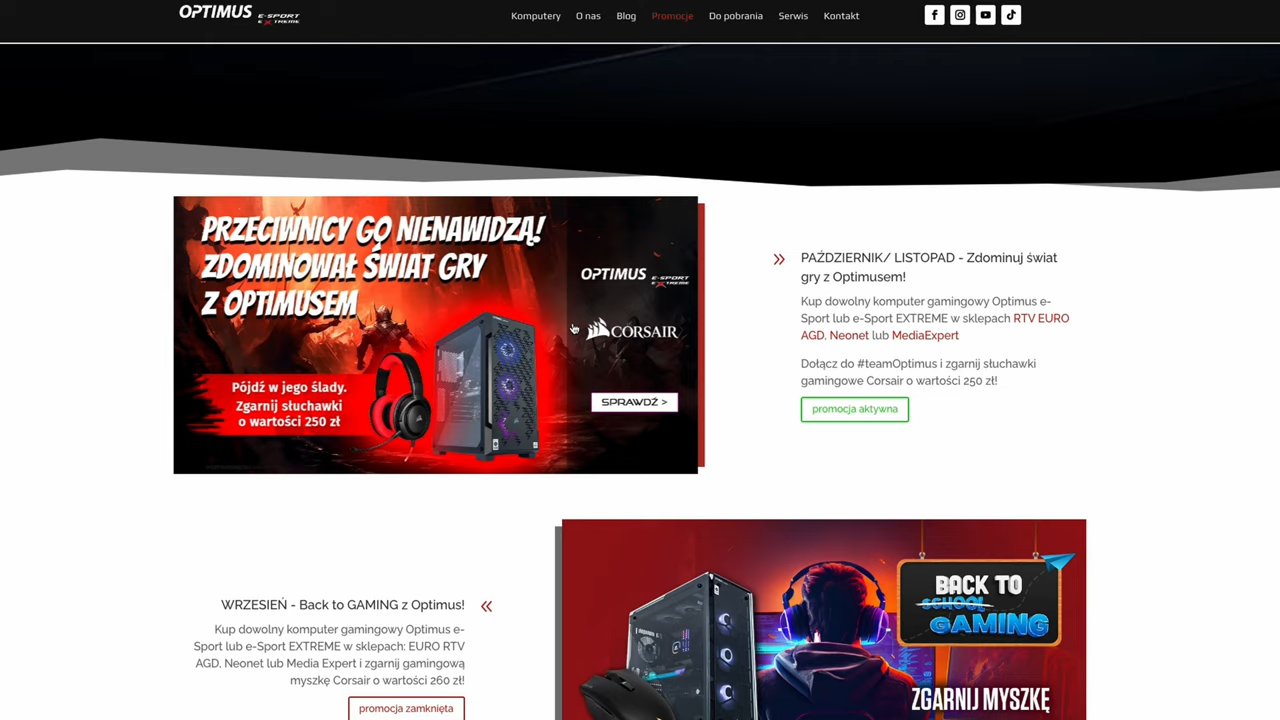 OPTIMUS E-SPORT EXTREME
Komputery O nas Blog Promocje Do pobrania Serwis Kontakt
PRZECIWNICY GO NIENAWIDZĄ!
ZDOMINOWAŁ ŚWIAT GRY
Z OPTIMUSEM
Pójdź w jego ślady.
Zgarnij słuchawki
o wartości 250 zł
OPTIMUS E-SPORT EXTREME
CORSAIR
SPRAWDŹ >
PAŹDZIERNIK/ LISTOPAD - Zdominuj świat
gry z Optimusem!
Kup dowolny komputer gamingowy Optimus e-
Sport lub e-Sport EXTREME w sklepach RTV EURO
AGD, Neonet lub MediaExpert
Dołącz do #teamOptimus i zgarnij słuchawki
gamingowe Corsair o wartości 250 zł!
promocja aktywna
WRZESIEŃ - Back to GAMING z Optimus!
Kup dowolny komputer gamingowy Optimus e-
Sport lub e-Sport EXTREME w sklepach: EURO RTV
AGD, Neonet lub Media Expert i zgarnij gamingową
myszkę Corsair o wartości 260 zł!
promocja zamknięta
BACK TO
SCHOOL
GAMING
ZGARNIJ MYSZKĘ